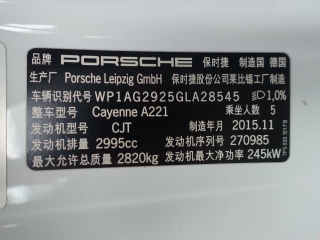 品牌 PORSCHE 保时捷 制造国 德国
生产厂 Porsche Leipzig GmbH 保时捷股份公司莱比锡工厂制造
车辆识别代号 WP1AG2925GLA28545 1,0%
整车型号 Cayenne A221 乘坐人数 5
发动机型号 CJT 制造年月 2015.11
发动机排量 2995cc 发动机序号 270985
最大允许总质量 2820kg 发动机最大净功率 245kW